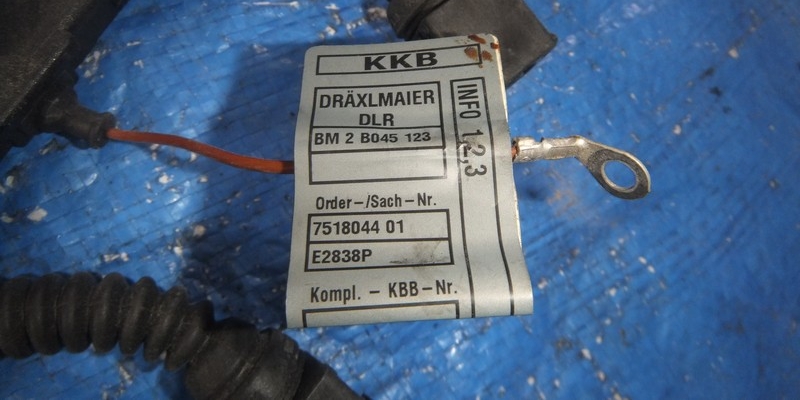 KKB
DRÄXLMAIER
DLR
BM 2 B045 123
INFO 1,2,3
Order-/Sach-Nr.
7518044 01
E2838P
Kompl. - KBB-Nr.